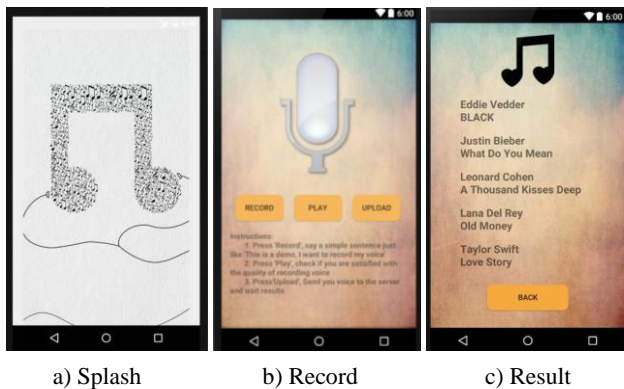 6:00
6:00
RECORD
PLAY
UPLOAD
Instructions:
1. Press 'Record', say a simple sentence just
like 'This is a demo, I want to record my voice'
2. Press 'Play', check if you are satisfied with
the quality of recording voice
3. Press'Upload', Send you voice to the server
and wait results
Eddie Vedder
BLACK
Justin Bieber
What Do You Mean
Leonard Cohen
A Thousand Kisses Deep
Lana Del Rey
Old Money
Taylor Swift
Love Story
BACK
a) Splash
b) Record
c) Result